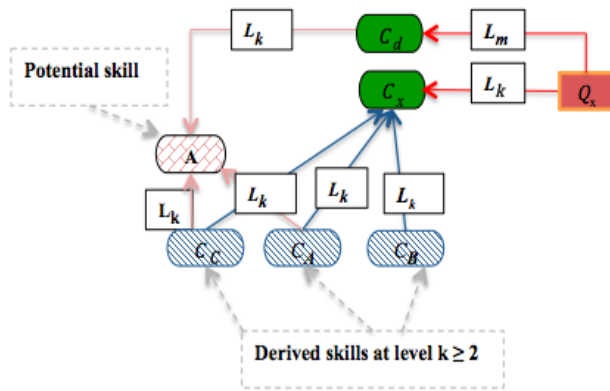 L_k
C_d
L_m
Potential skill
C_x
L_k
Q_x
A
L_k
L_k
L_k
L_k
C_C
C_A
C_B
Derived skills at level k ≥ 2